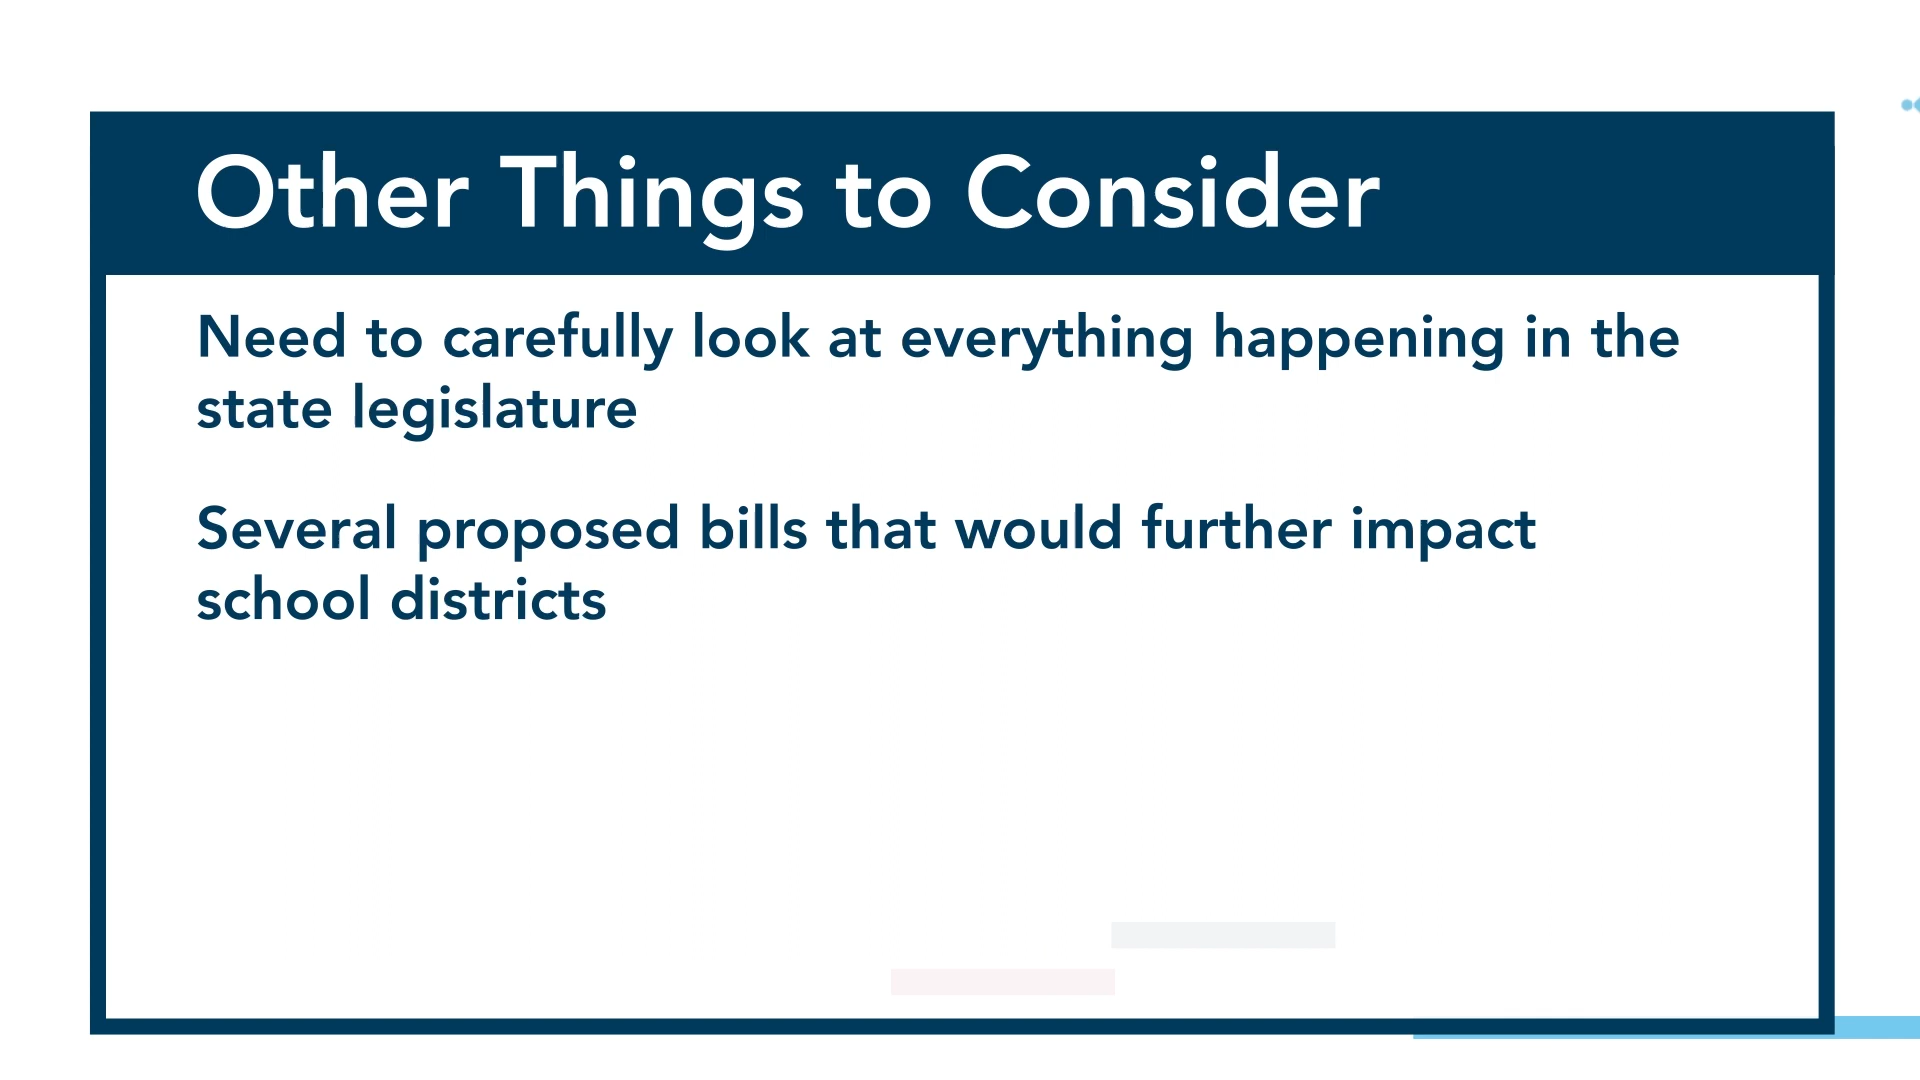 Other Things to Consider
Need to carefully look at everything happening in the
state legislature
Several proposed bills that would further impact
school districts